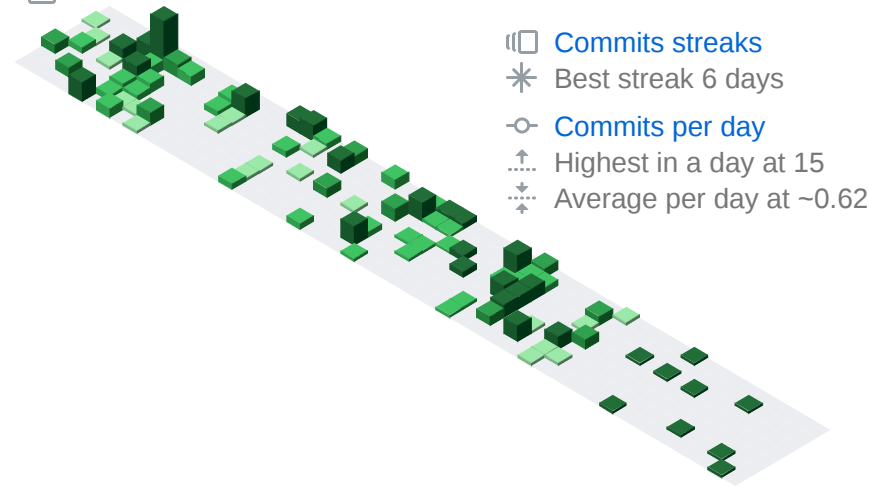 Commits streaks
Best streak 6 days
Commits per day
Highest in a day at 15
Average per day at ~0.62